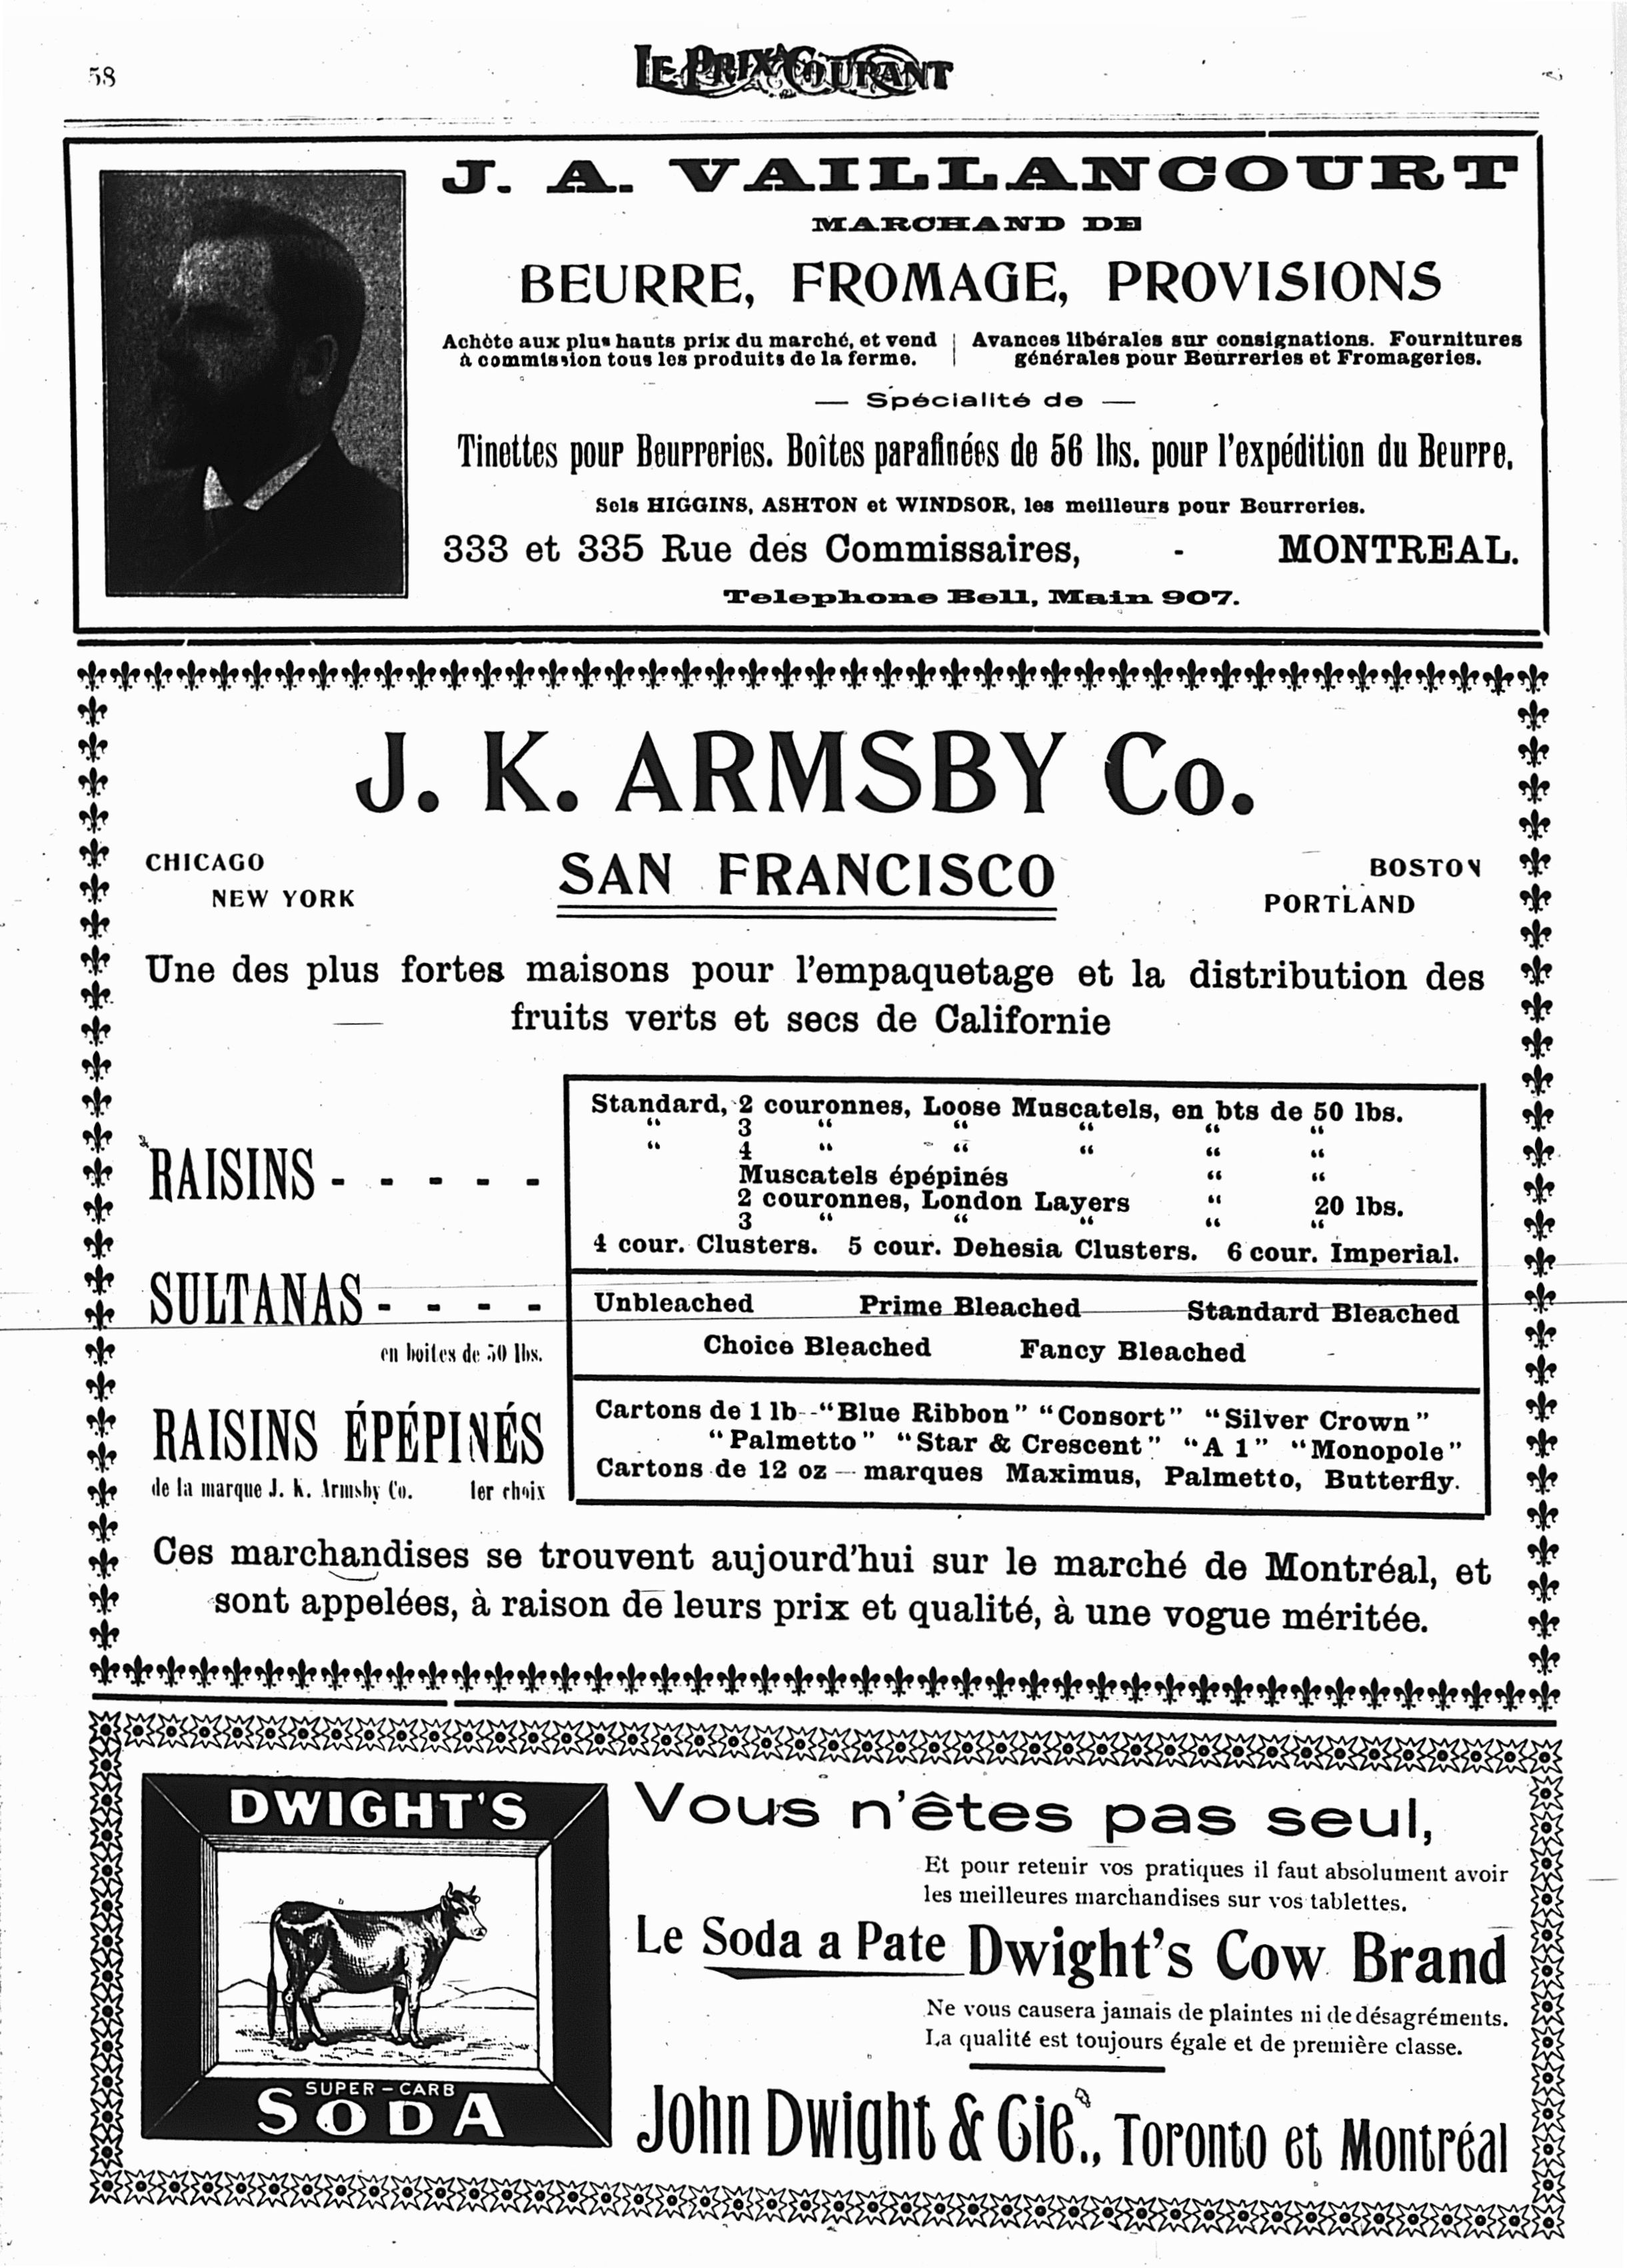 58
LE PRIX COURANT
J. A. VAILLANCOURT
MARCHAND DE
BEURRE, FROMAGE, PROVISIONS
Achète aux plus hauts prix du marché, et vend
à commission tous les produits de la ferme.
Avances libérales sur consignations. Fournitures
générales pour Beurreries et Fromageries.
— Spécialité de —
Tinettes pour Beurreries. Boîtes parafinées de 56 lbs. pour l'expédition du Beurre.
Sels HIGGINS, ASHTON et WINDSOR, les meilleurs pour Beurreries.
333 et 335 Rue des Commissaires, - MONTREAL.
Telephone Bell, Main 907.
J. K. ARMSBY Co.
CHICAGO
NEW YORK
SAN FRANCISCO
BOSTON
PORTLAND
Une des plus fortes maisons pour l'empaquetage et la distribution des
fruits verts et secs de Californie
RAISINS - - - - -
Standard, 2 couronnes, Loose Muscatels, en bts de 50 lbs.
" 3 " " " " "
" 4 " " " " "
Muscatels épépinés " "
2 couronnes, London Layers " 20 lbs.
3 " " " " "
4 cour. Clusters. 5 cour. Dehesia Clusters. 6 cour. Imperial.
SULTANAS - - - -
en boites de 50 lbs.
Unbleached Prime Bleached Standard Bleached
Choice Bleached Fancy Bleached
RAISINS ÉPÉPINÉS
de la marque J. K. Armsby Co. 1er choix
Cartons de 1 lb—"Blue Ribbon" "Consort" "Silver Crown"
"Palmetto" "Star & Crescent" "A 1" "Monopole"
Cartons de 12 oz — marques Maximus, Palmetto, Butterfly.
Ces marchandises se trouvent aujourd'hui sur le marché de Montréal, et
sont appelées, à raison de leurs prix et qualité, à une vogue méritée.
DWIGHT'S
SUPER-CARB
SODA
Vous n'êtes pas seul,
Et pour retenir vos pratiques il faut absolument avoir
les meilleures marchandises sur vos tablettes.
Le Soda a Pate Dwight's Cow Brand
Ne vous causera jamais de plaintes ni de désagréments.
La qualité est toujours égale et de première classe.
John Dwight & Cie., Toronto et Montréal